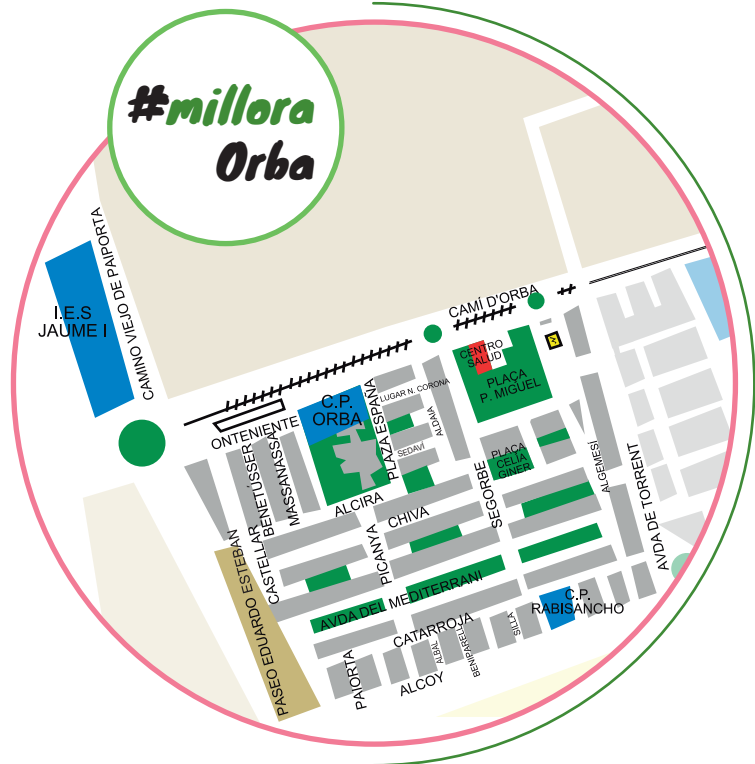 #millora
Orba
CAMINO VIEJO DE PAIPORTA
I.E.S
JAUME I
CAMÍ D'ORBA
CENTRO
SALUD
PLAÇA
P. MIGUEL
C.P.
ORBA
PLAZA ESPAÑA
LUGAR N. CORONA
ALDAIA
ONTENIENTE
SEDAVÍ
BENETÚSSER
MASSANASSA
PLAÇA
CELIA
GINER
ALGEMESÍ
AVDA DE TORRENT
SEGORBE
ALCIRA
CHIVA
PICANYA
CASTELLAR
PASEO EDUARDO ESTEBAN
AVDA DEL MEDITERRANI
C.P.
RABISANCHO
CATARROJA
SILLA
ALBAL
BENIPARELL
PAIORTA
ALCOY